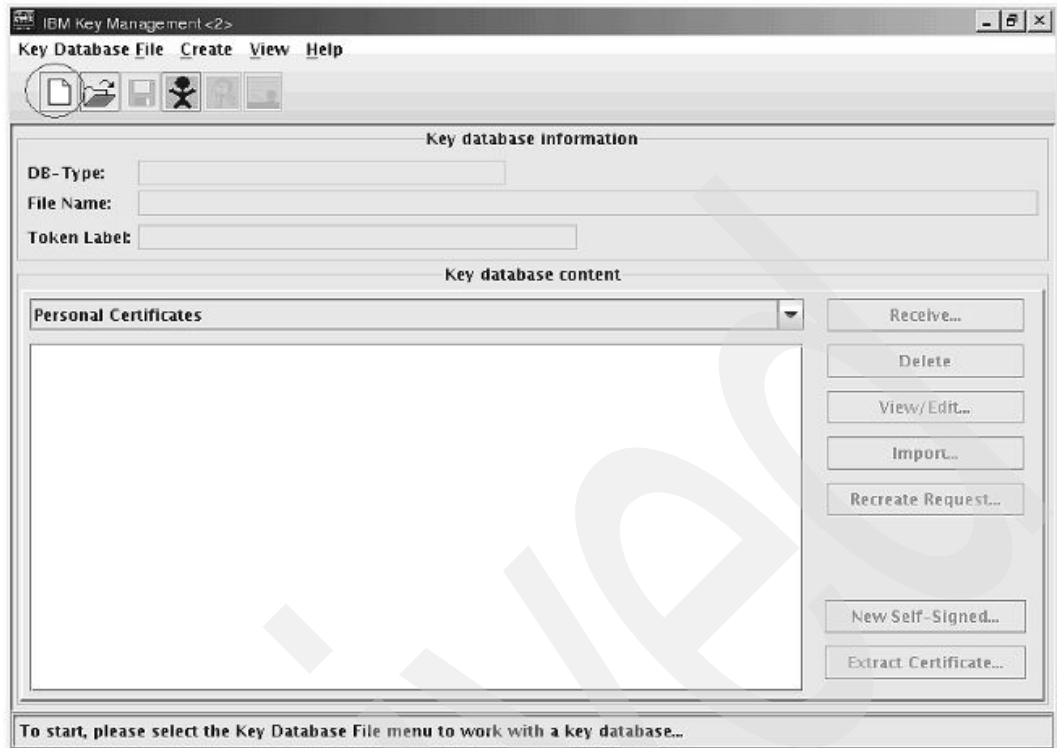 IBM Key Management <2>
Key Database File Create View Help
Key database information
DB-Type:
File Name:
Token Label:
Key database content
Personal Certificates
Receive...
Delete
View/Edit...
Import...
Recreate Request...
New Self-Signed...
Extract Certificate...
To start, please select the Key Database File menu to work with a key database...